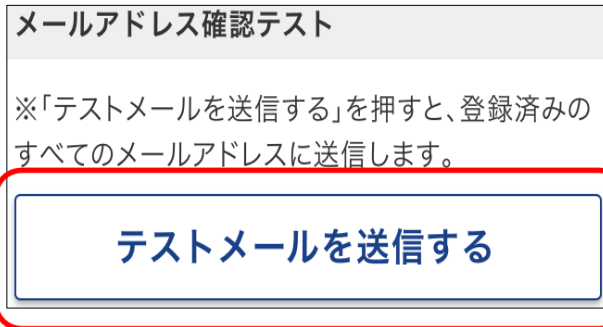 メールアドレス確認テスト
※「テストメールを送信する」を押すと、登録済みの
すべてのメールアドレスに送信します。
テストメールを送信する